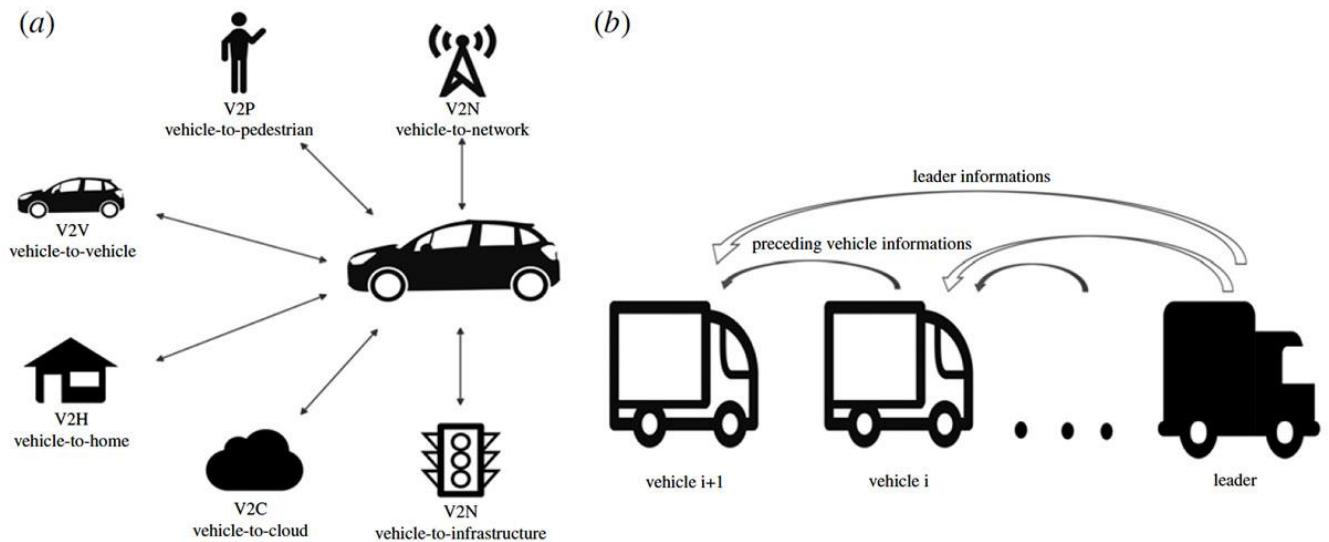 (a)
V2P
vehicle-to-pedestrian
V2N
vehicle-to-network
V2V
vehicle-to-vehicle
V2H
vehicle-to-home
V2C
vehicle-to-cloud
V2N
vehicle-to-infrastructure
(b)
leader informations
preceding vehicle informations
vehicle i+1
vehicle i
leader